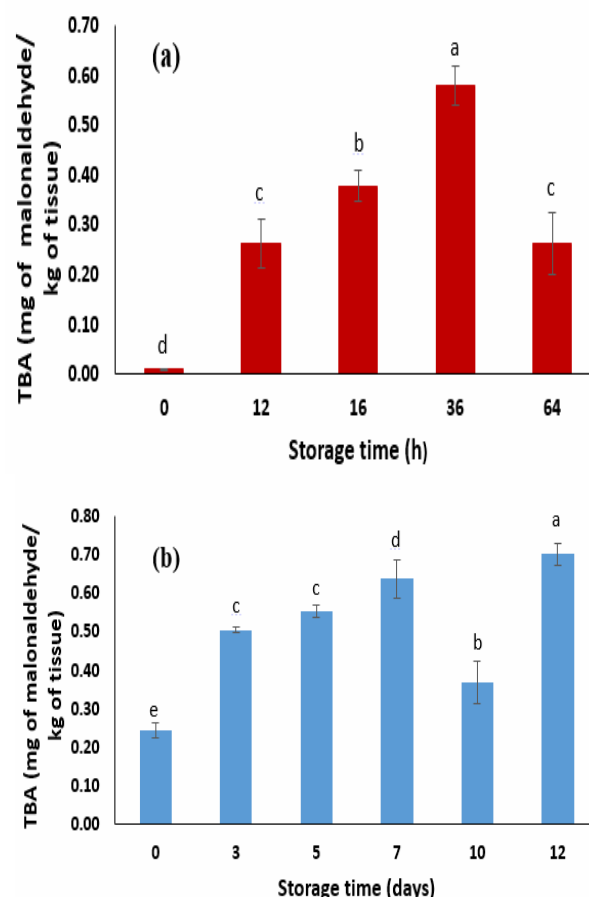 TBA (mg of malonaldehyde/
kg of tissue)
(a)
0.70
0.60
0.50
0.40
0.30
0.20
0.10
0.00
d
c
b
a
c
0 12 16 36 64
Storage time (h)
TBA (mg of malonaldehyde/
kg of tissue)
(b)
0.80
0.70
0.60
0.50
0.40
0.30
0.20
0.10
0.00
e
c
c
d
b
a
0 3 5 7 10 12
Storage time (days)